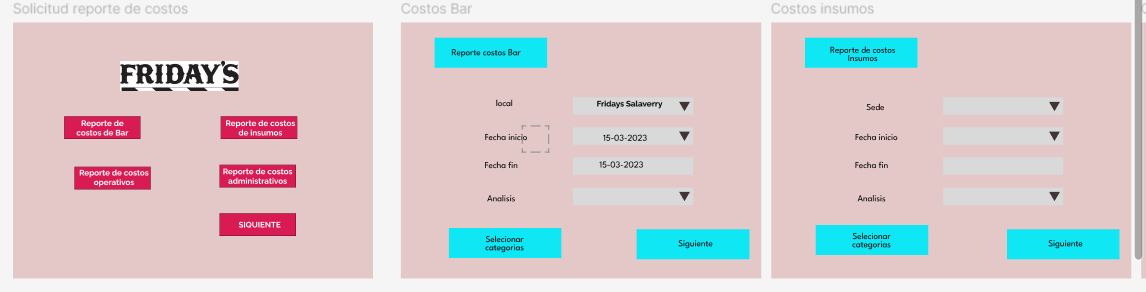 Solicitud reporte de costos
FRIDAY'S
Reporte de
costos de Bar
Reporte de costos
de insumos
Reporte de costos
operativos
Reporte de costos
administrativos
SIQUIENTE
Costos Bar
Reporte costos Bar
local
Fridays Salaverry
Fecha inicio
15-03-2023
Fecha fin
15-03-2023
Analisis
Selecionar
categorias
Siguiente
Costos insumos
Reporte de costos
Insumos
Sede
Fecha inicio
Fecha fin
Analisis
Selecionar
categorias
Siguiente